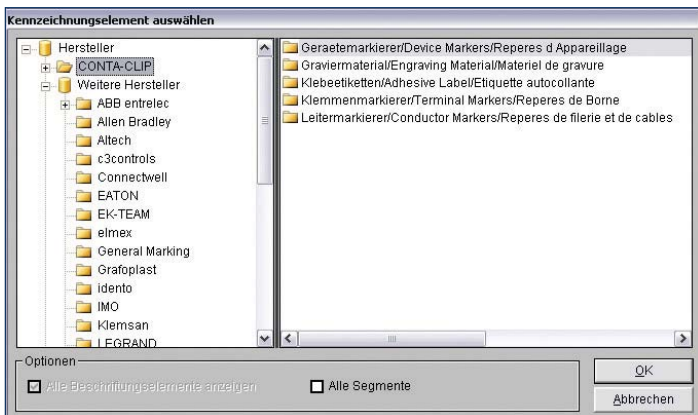 Kennzeichnungselement auswählen
Hersteller
CONTA-CLIP
Weitere Hersteller
ABB entrelec
Allen Bradley
Altech
c3controls
Connectwell
EATON
EK-TEAM
elmex
General Marking
Grafoplast
idento
IMO
Klemsan
LEGRAND
Geraetemarkierer/Device Markers/Reperes d Appareillage
Graviermaterial/Engraving Material/Materiel de gravure
Klebeetiketten/Adhesive Label/Etiquette autocollante
Klemmenmarkierer/Terminal Markers/Reperes de Borne
Leitermarkierer/Conductor Markers/Reperes de filerie et de cables
Optionen
Alle Beschriftungselemente anzeigen
Alle Segmente
OK
Abbrechen